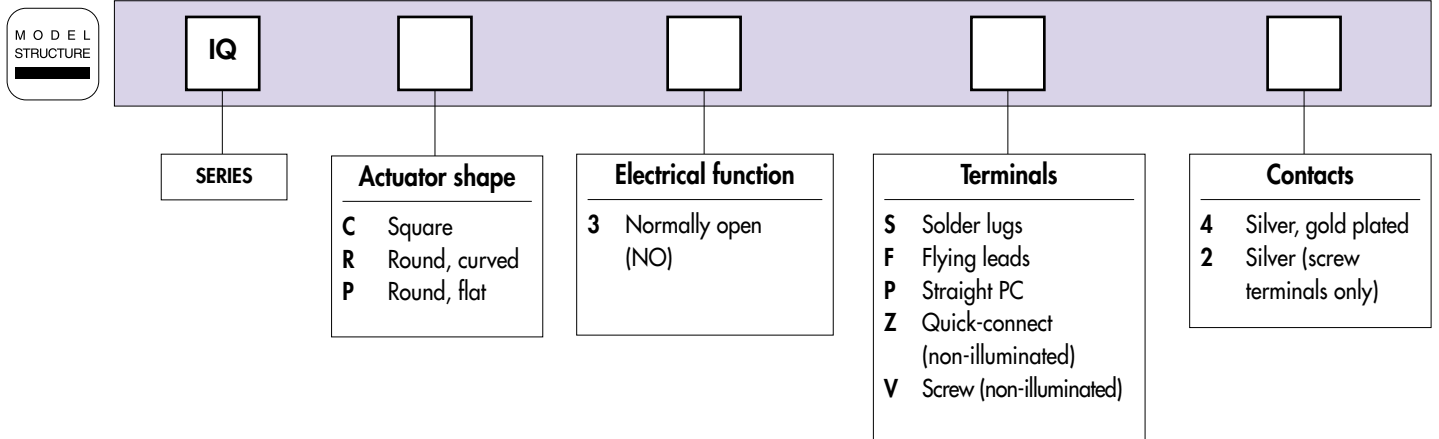 MODEL
STRUCTURE
IQ
SERIES
Actuator shape
C Square
R Round, curved
P Round, flat
Electrical function
3 Normally open
(NO)
Terminals
S Solder lugs
F Flying leads
P Straight PC
Z Quick-connect
(non-illuminated)
V Screw (non-illuminated)
Contacts
4 Silver, gold plated
2 Silver (screw
terminals only)